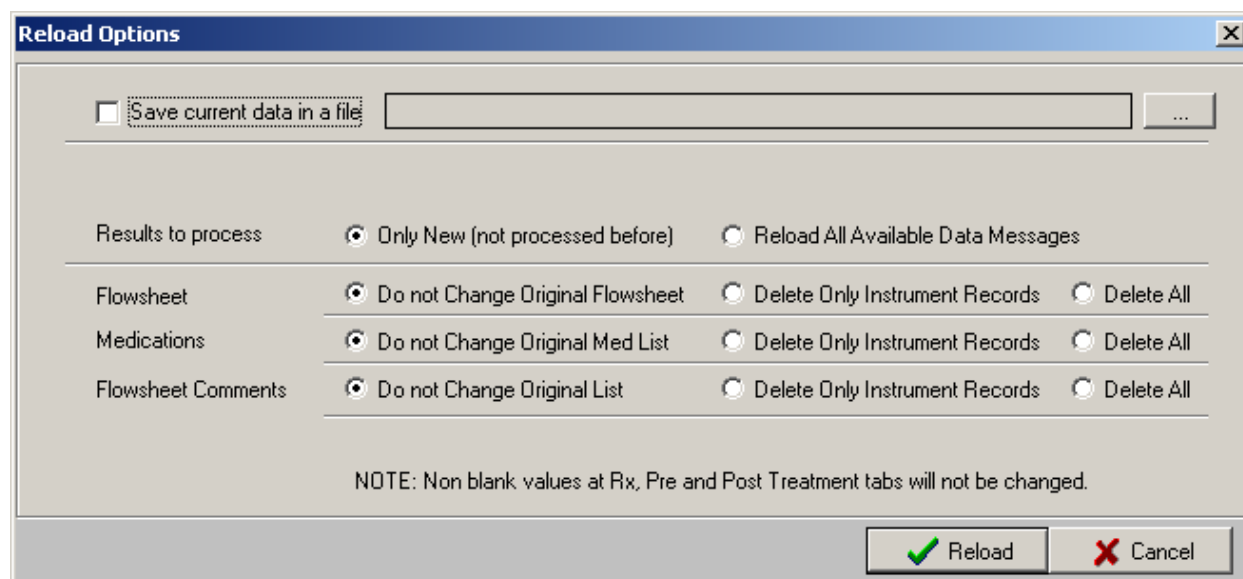 Reload Options
Save current data in a file ...
Results to process Only New (not processed before) Reload All Available Data Messages
Flowsheet Do not Change Original Flowsheet Delete Only Instrument Records Delete All
Medications Do not Change Original Med List Delete Only Instrument Records Delete All
Flowsheet Comments Do not Change Original List Delete Only Instrument Records Delete All
NOTE: Non blank values at Rx, Pre and Post Treatment tabs will not be changed.
Reload Cancel